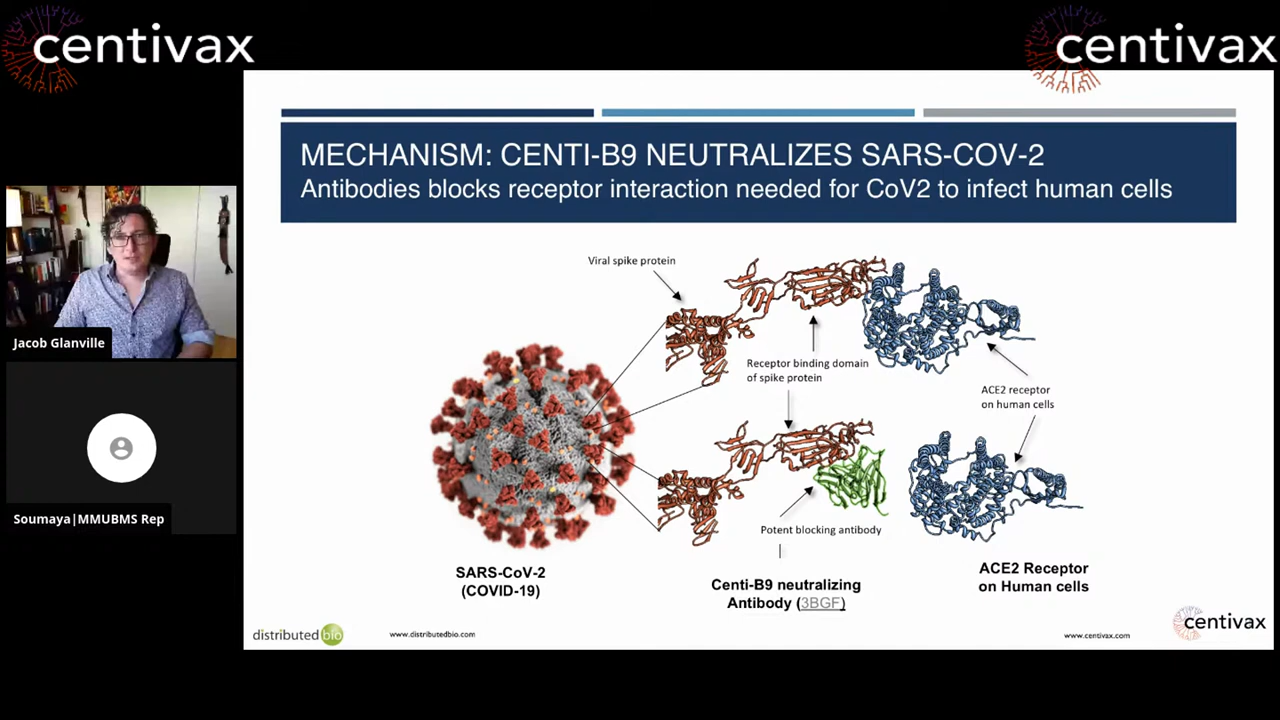 centivax
centivax
MECHANISM: CENTI-B9 NEUTRALIZES SARS-COV-2
Antibodies blocks receptor interaction needed for CoV2 to infect human cells
Viral spike protein
Receptor binding domain
of spike protein
ACE2 receptor
on human cells
Potent blocking antibody
SARS-CoV-2
(COVID-19)
Centi-B9 neutralizing
Antibody (3BGF)
ACE2 Receptor
on Human cells
distributed bio
www.distributedbio.com
www.centivax.com
centivax
Jacob Glanville
Soumaya|MMUBMS Rep